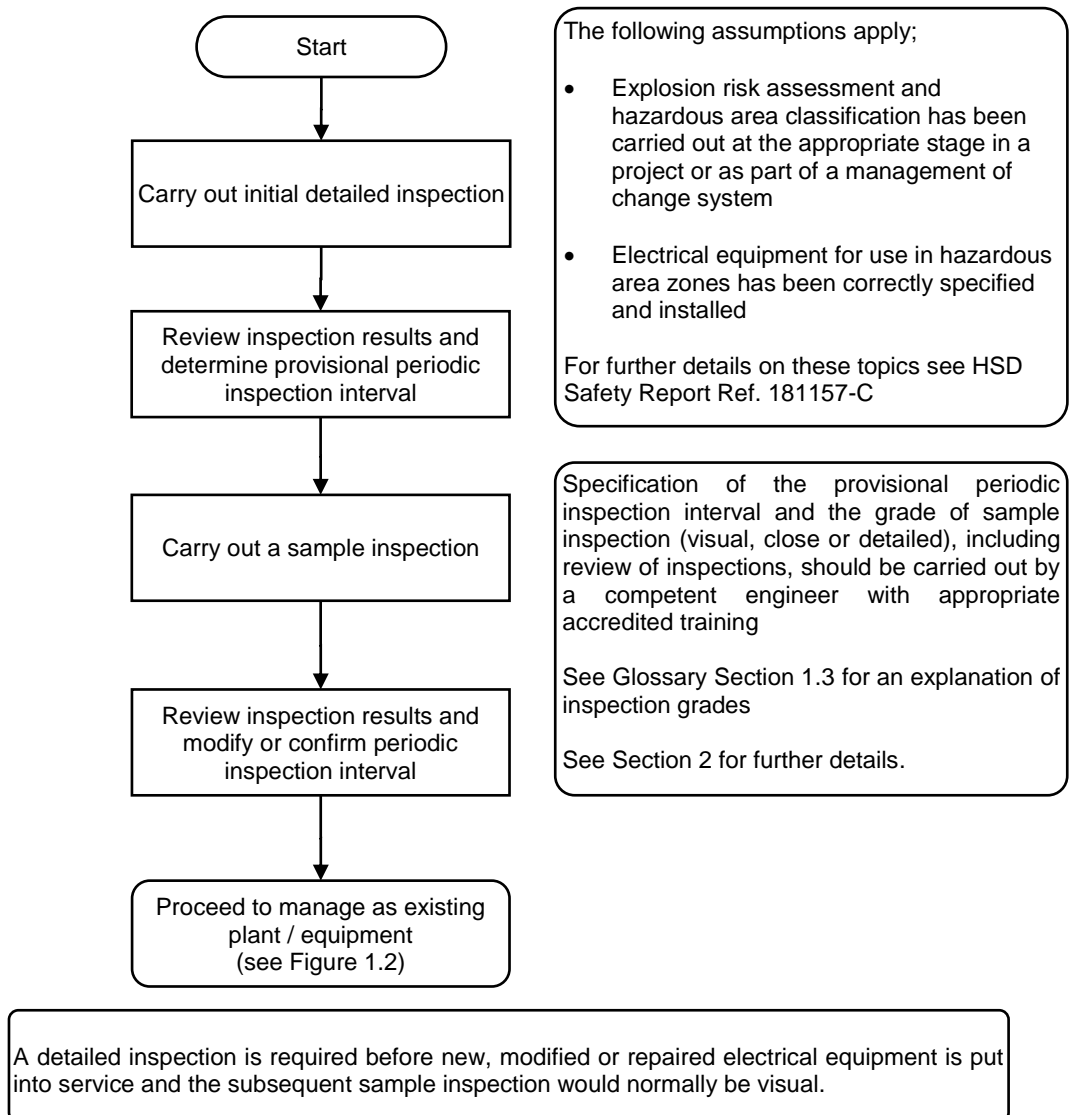 Start
Carry out initial detailed inspection
Review inspection results and
determine provisional periodic
inspection interval
Carry out a sample inspection
Review inspection results and
modify or confirm periodic
inspection interval
Proceed to manage as existing
plant / equipment
(see Figure 1.2)
The following assumptions apply;
• Explosion risk assessment and
hazardous area classification has been
carried out at the appropriate stage in a
project or as part of a management of
change system
• Electrical equipment for use in hazardous
area zones has been correctly specified
and installed
For further details on these topics see HSD
Safety Report Ref. 181157-C
Specification of the provisional periodic
inspection interval and the grade of sample
inspection (visual, close or detailed), including
review of inspections, should be carried out by
a competent engineer with appropriate
accredited training
See Glossary Section 1.3 for an explanation of
inspection grades
See Section 2 for further details.
A detailed inspection is required before new, modified or repaired electrical equipment is put
into service and the subsequent sample inspection would normally be visual.